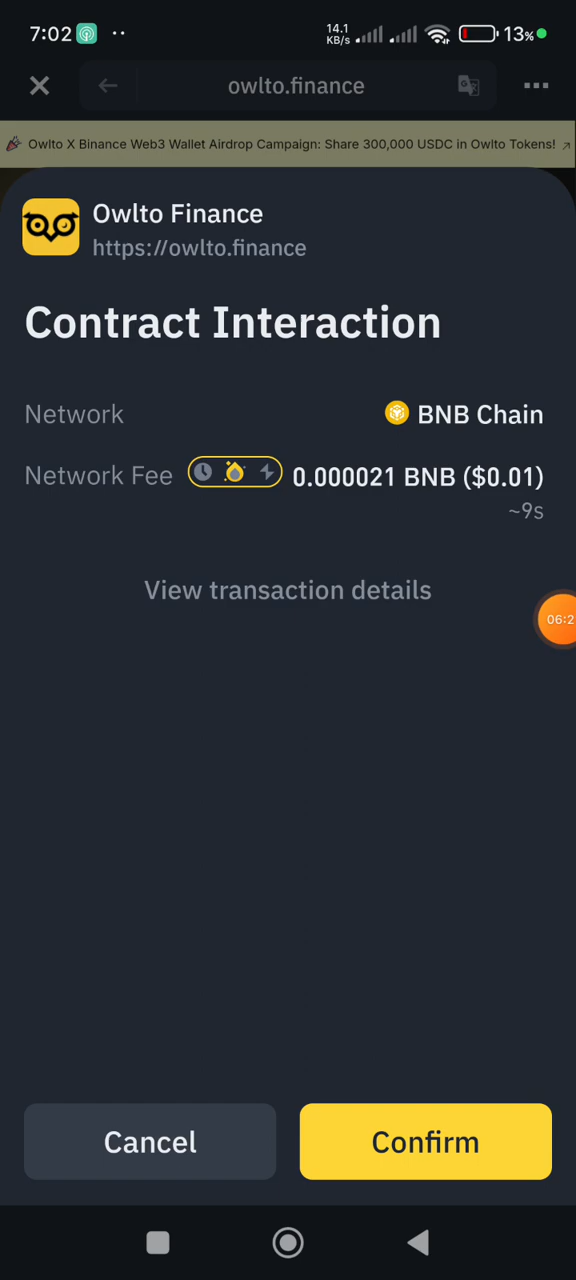 7:02
14.1
KB/s
13%
owlto.finance
Owlto X Binance Web3 Wallet Airdrop Campaign: Share 300,000 USDC in Owlto Tokens!
Owlto Finance
https://owlto.finance
Contract Interaction
Network
BNB Chain
Network Fee
0.000021 BNB ($0.01)
~9s
View transaction details
06:2
Cancel
Confirm